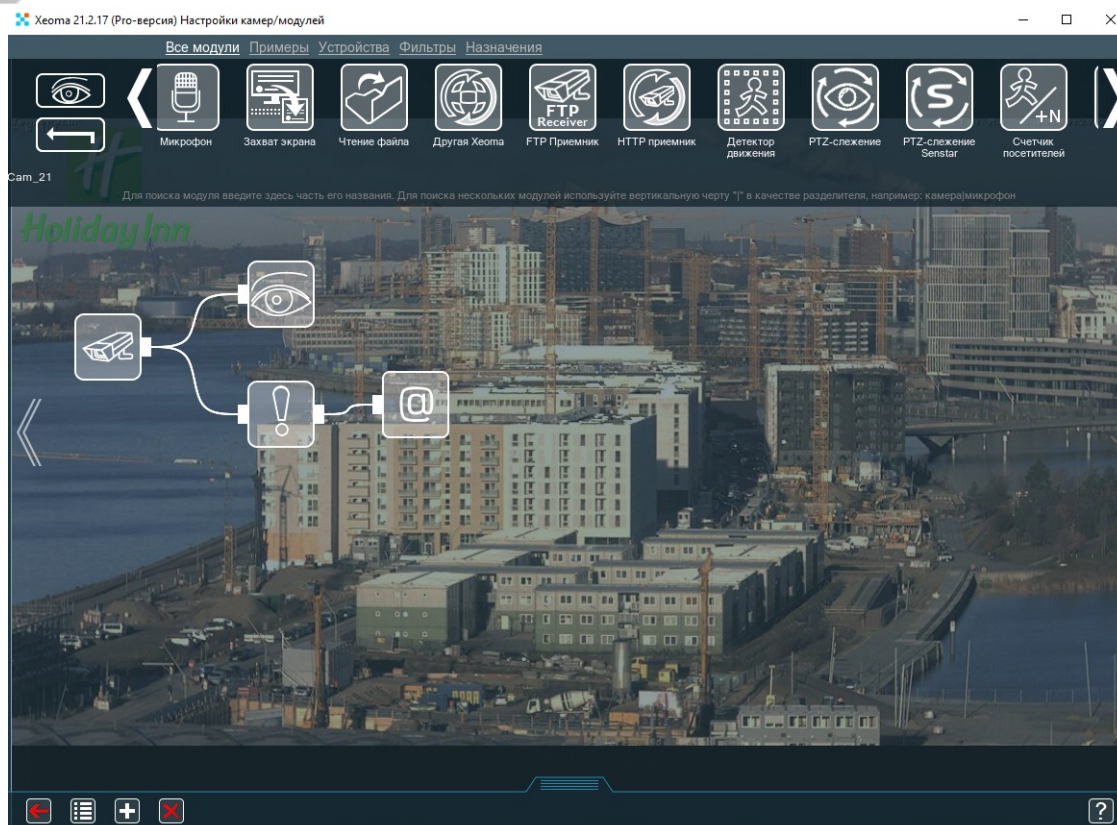 Xeoma 21.2.17 (Pro-версия) Настройки камер/модулей
Все модули Примеры Устройства Фильтры Назначения
FTP
Receiver
S
+N
Микрофон
Захват экрана
Чтение файла
Другая Xeoma
FTP Приемник
HTTP приемник
Детектор
движения
PTZ-слежение
PTZ-слежение
Senstar
Счетчик
посетителей
H
Cam_21
Для поиска модуля введите здесь часть его названия. Для поиска нескольких модулей используйте вертикальную черту "|" в качестве разделителя, например: камера|микрофон
Holiday Inn
!
@
?